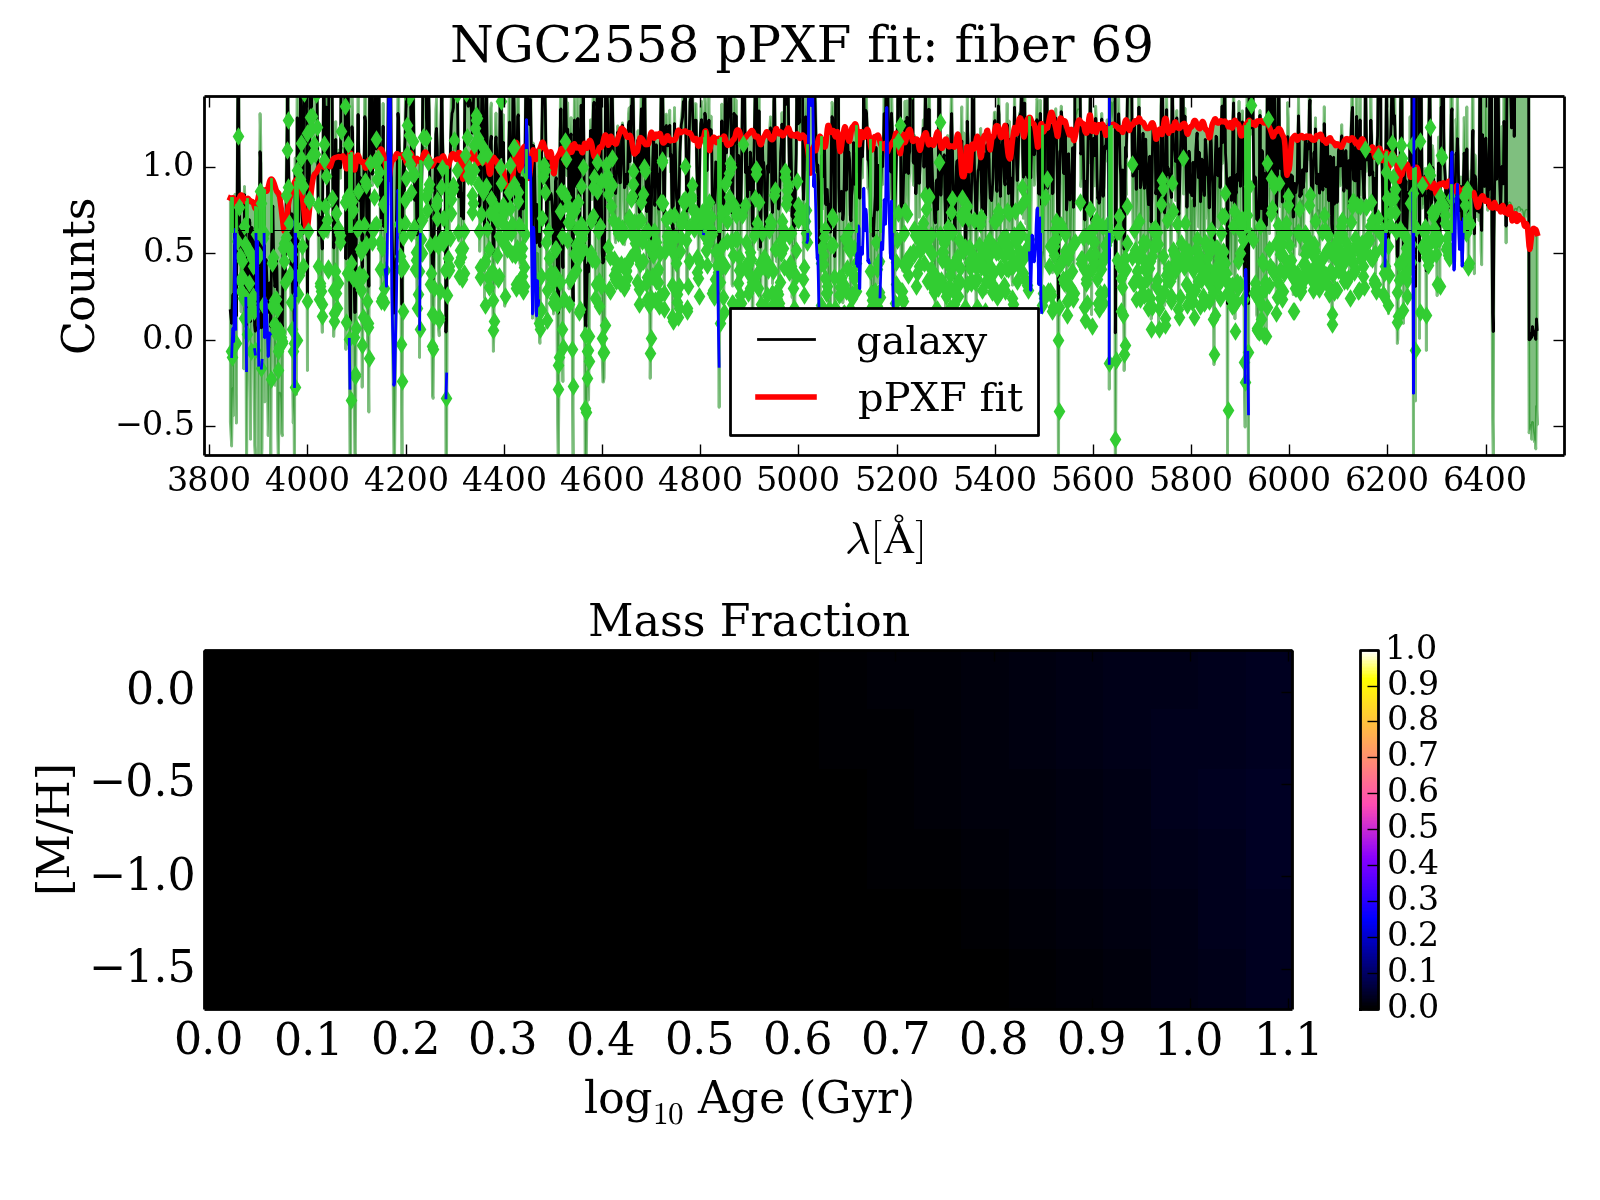 NGC2558 pPXF fit: fiber 69
Counts
1.0
0.5
0.0
−0.5
galaxy
pPXF fit
3800 4000 4200 4400 4600 4800 5000 5200 5400 5600 5800 6000 6200 6400
λ[Å]
Mass Fraction
[M/H]
0.0
−0.5
−1.0
−1.5
0.0 0.1 0.2 0.3 0.4 0.5 0.6 0.7 0.8 0.9 1.0 1.1
log₁₀ Age (Gyr)
1.0
0.9
0.8
0.7
0.6
0.5
0.4
0.3
0.2
0.1
0.0